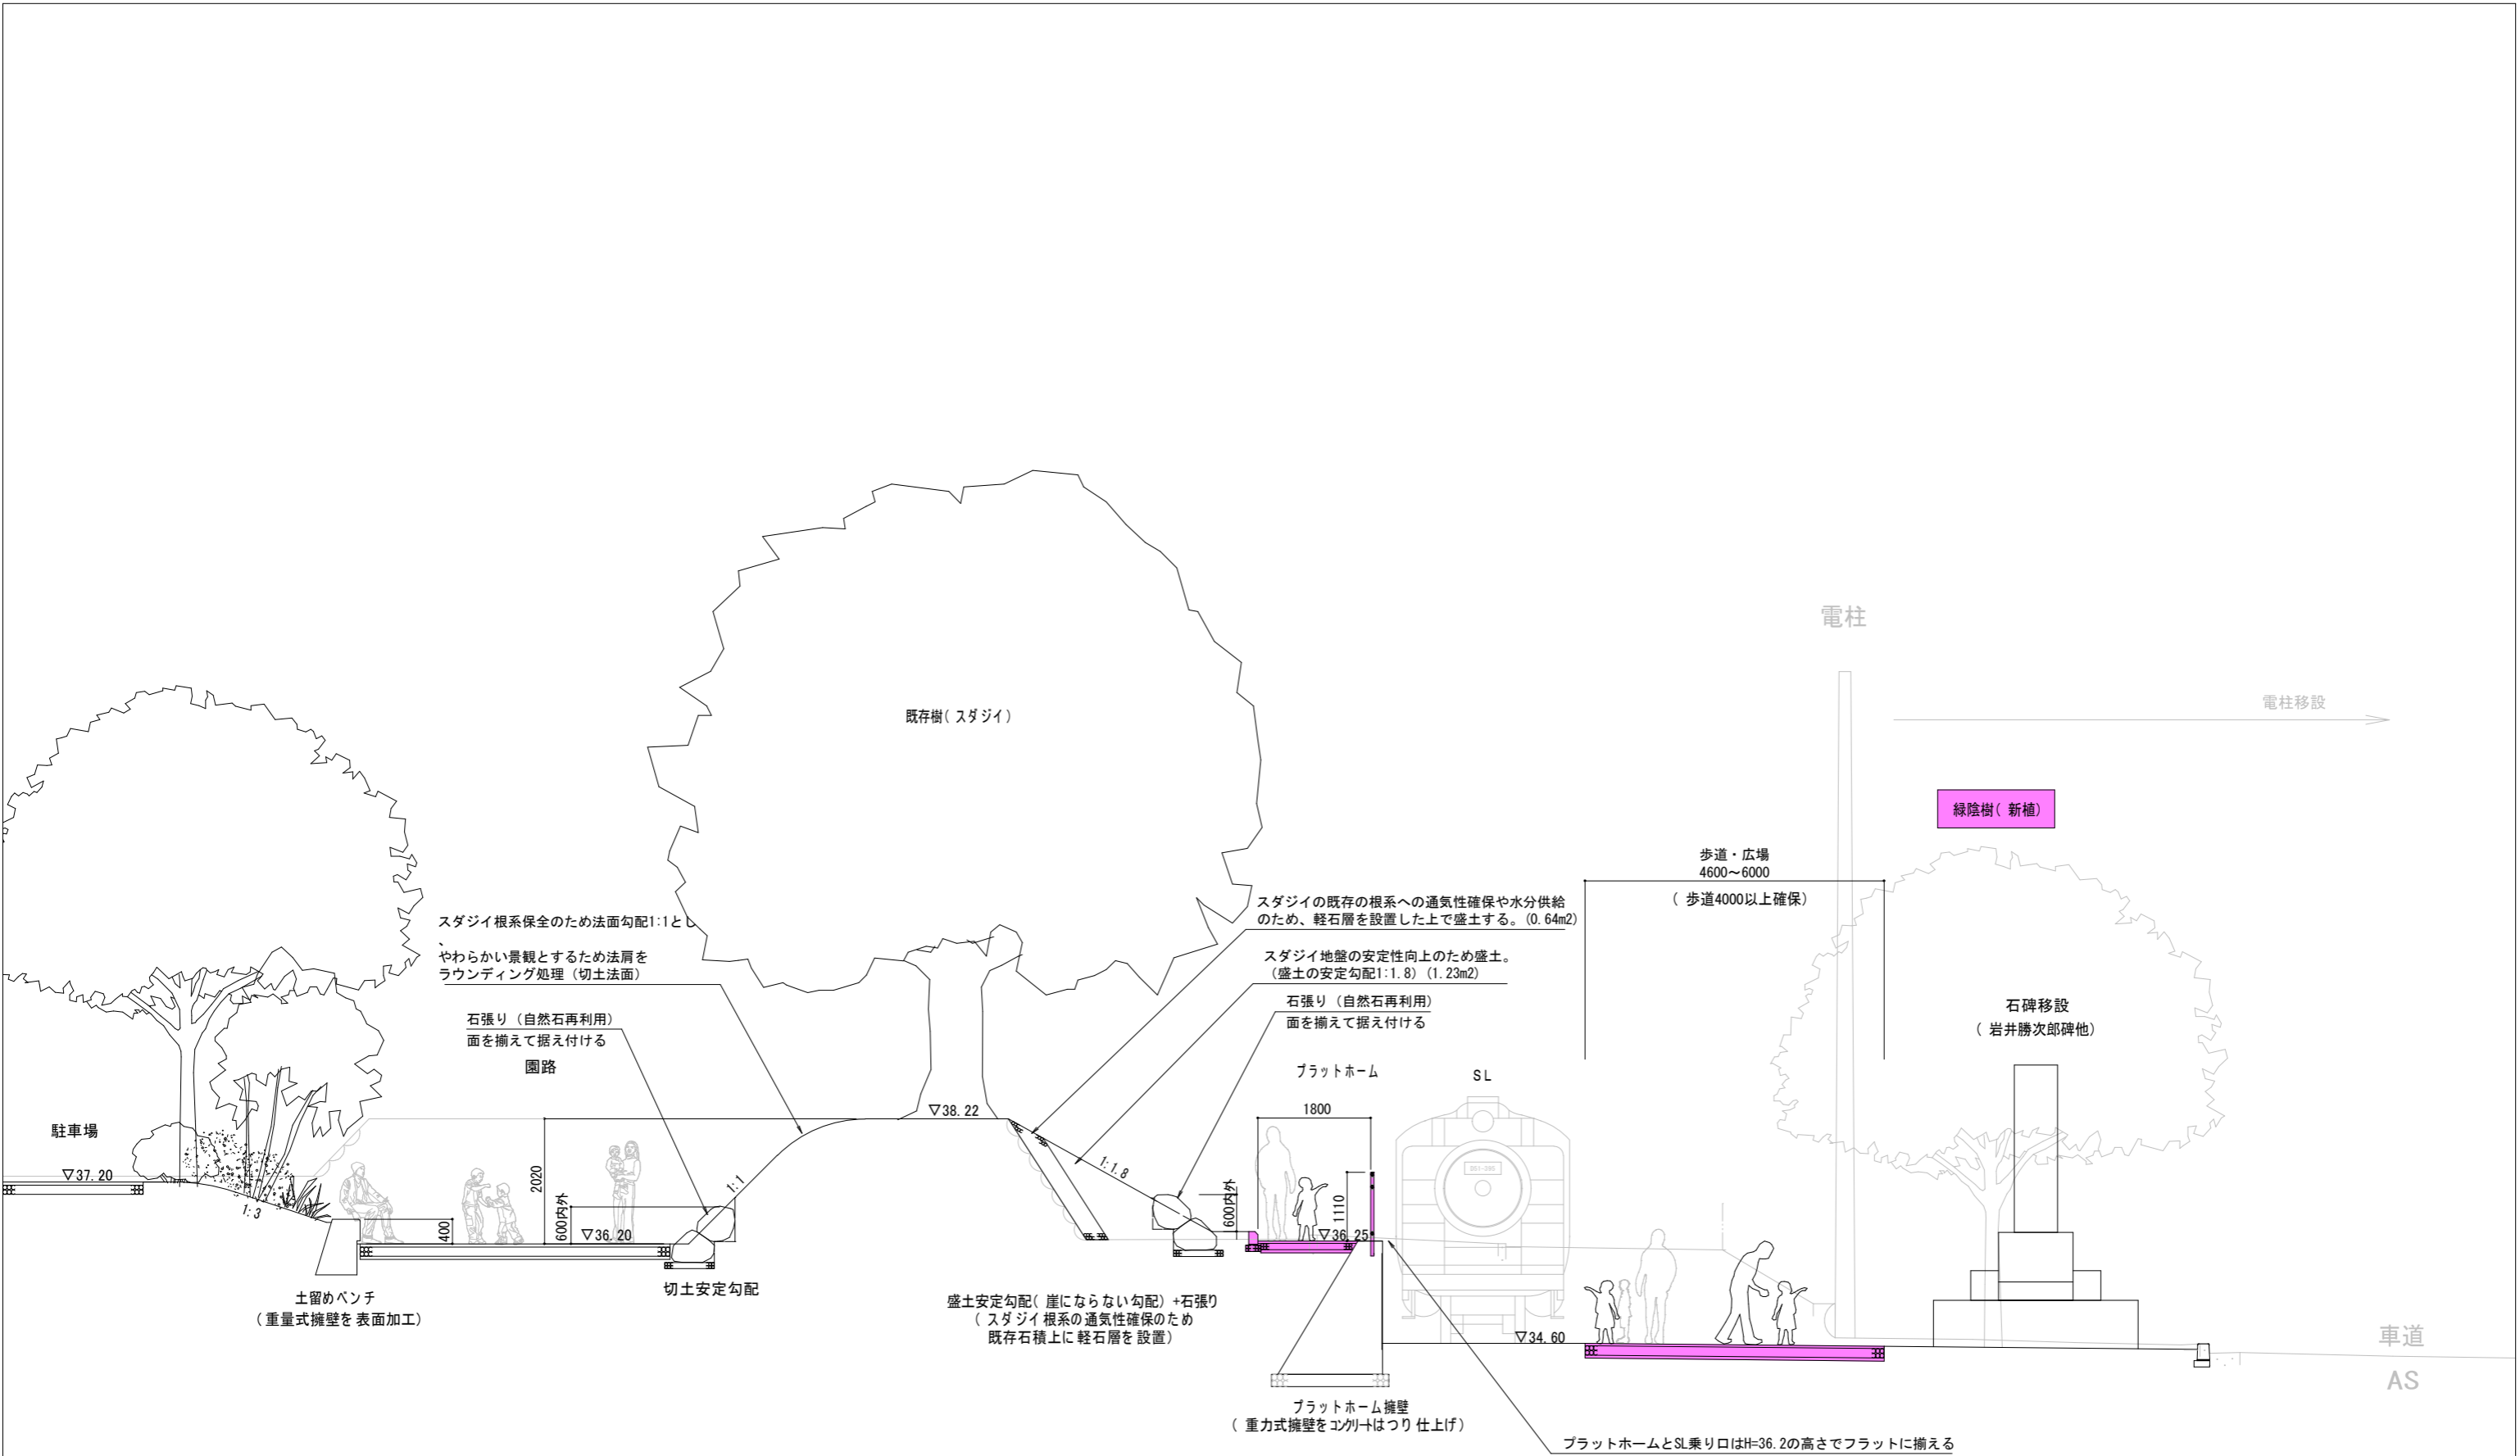 電柱
電柱移設
既存樹(スダジイ)
緑陰樹(新植)
歩道・広場
4600～6000
(歩道4000以上確保)
スダジイ根系保全のため法面勾配1:1とし
、
やわらかい景観とするため法肩を
ラウンディング処理（切土法面）
スダジイの既存の根系への通気性確保や水分供給
のため、軽石層を設置した上で盛土する。(0.64m2)
スダジイ地盤の安定性向上のため盛土。
(盛土の安定勾配1:1.8) (1.23m2)
石張り（自然石再利用）
面を揃えて据え付ける
石張り（自然石再利用）
面を揃えて据え付ける
石碑移設
(岩井勝次郎碑他)
園路
プラットホーム
SL
駐車場
▽38.22
1800
▽37.20
1:3
400
2020
600内外
▽36.20
1:1
1:1.8
600内外
1110
▽36.25
切土安定勾配
土留めベンチ
(重量式擁壁を表面加工)
盛土安定勾配(崖にならない勾配)+石張り
(スダジイ根系の通気性確保のため
既存石積上に軽石層を設置)
▽34.60
車道
AS
プラットホーム擁壁
(重力式擁壁をコンクリートはつり仕上げ)
プラットホームとSL乗り口はH=36.2の高さでフラットに揃える